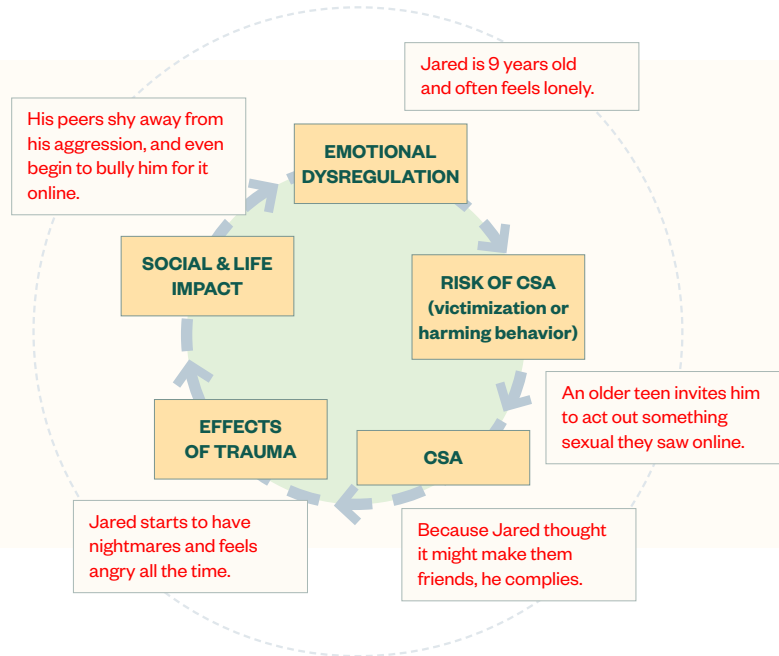 Jared is 9 years old
and often feels lonely.
EMOTIONAL
DYSREGULATION
RISK OF CSA
(victimization or
harming behavior)
An older teen invites him
to act out something
sexual they saw online.
CSA
Because Jared thought
it might make them
friends, he complies.
EFFECTS
OF TRAUMA
Jared starts to have
nightmares and feels
angry all the time.
SOCIAL & LIFE
IMPACT
His peers shy away from
his aggression, and even
begin to bully him for it
online.